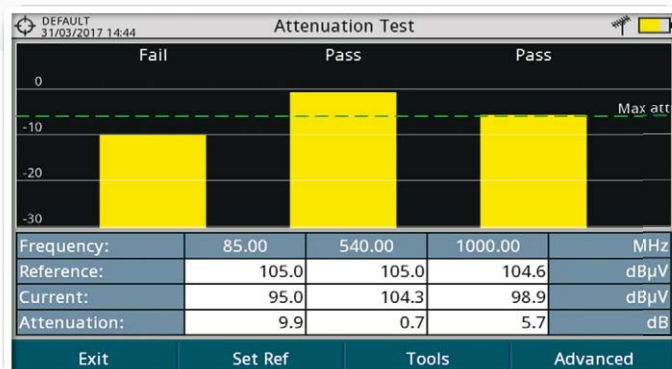 DEFAULT
31/03/2017 14:44
Attenuation Test
Fail Pass Pass
0
Max att
-10
-20
-30
Frequency: 85.00 540.00 1000.00 MHz
Reference: 105.0 105.0 104.6 dBµV
Current: 95.0 104.3 98.9 dBµV
Attenuation: 9.9 0.7 5.7 dB
Exit Set Ref Tools Advanced